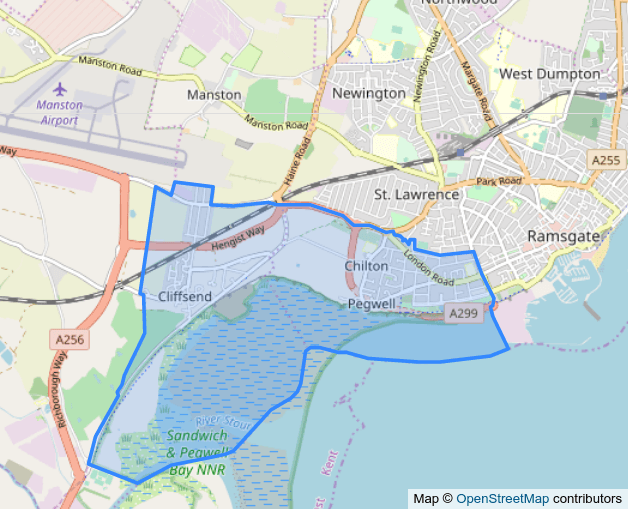 Northwood
Manston Road
West Dumpton
Manston
Airport
Manston
Newington
Newington Road
Margate Road
Manston Road
Way
Haine Road
A255
St. Lawrence
Park Road
Hengist Way
Ramsgate
Chilton
London Road
Cliffsend
Pegwell
A299
A256
Richborough Way
River Stour
Sandwich
& Pegwell
Bay NNR
Kent
Map © OpenStreetMap contributors